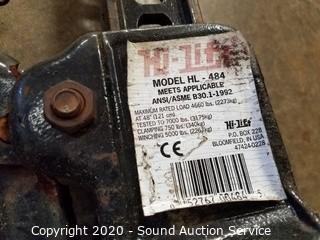 HI-LIFT
MODEL HL - 484
MEETS APPLICABLE
ANSI/ASME B30.1-1992
MAXIMUM RATED LOAD 4660 lbs. (2273kg)
AT 48" (121 cm)
TESTED TO 7000 lbs. (3175kg)
CLAMPING 750 lbs. (340kg)
WINCHING 5000 lbs. (2267kg)
HI-LIFT
P.O. BOX 228
BLOOMFIELD, IN USA
47424-0228
CE
Copyright © 2020 - Sound Auction Service